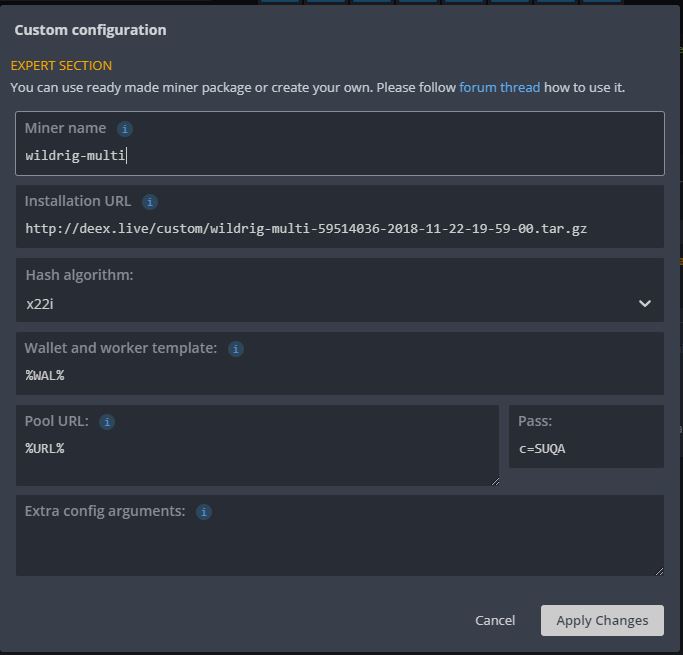 Custom configuration
EXPERT SECTION
You can use ready made miner package or create your own. Please follow forum thread how to use it.
Miner name i
wildrig-multi
Installation URL i
http://deex.live/custom/wildrig-multi-59514036-2018-11-22-19-59-00.tar.gz
Hash algorithm:
x22i
Wallet and worker template: i
%WAL%
Pool URL: i
%URL%
Pass:
c=SUQA
Extra config arguments: i
Cancel
Apply Changes